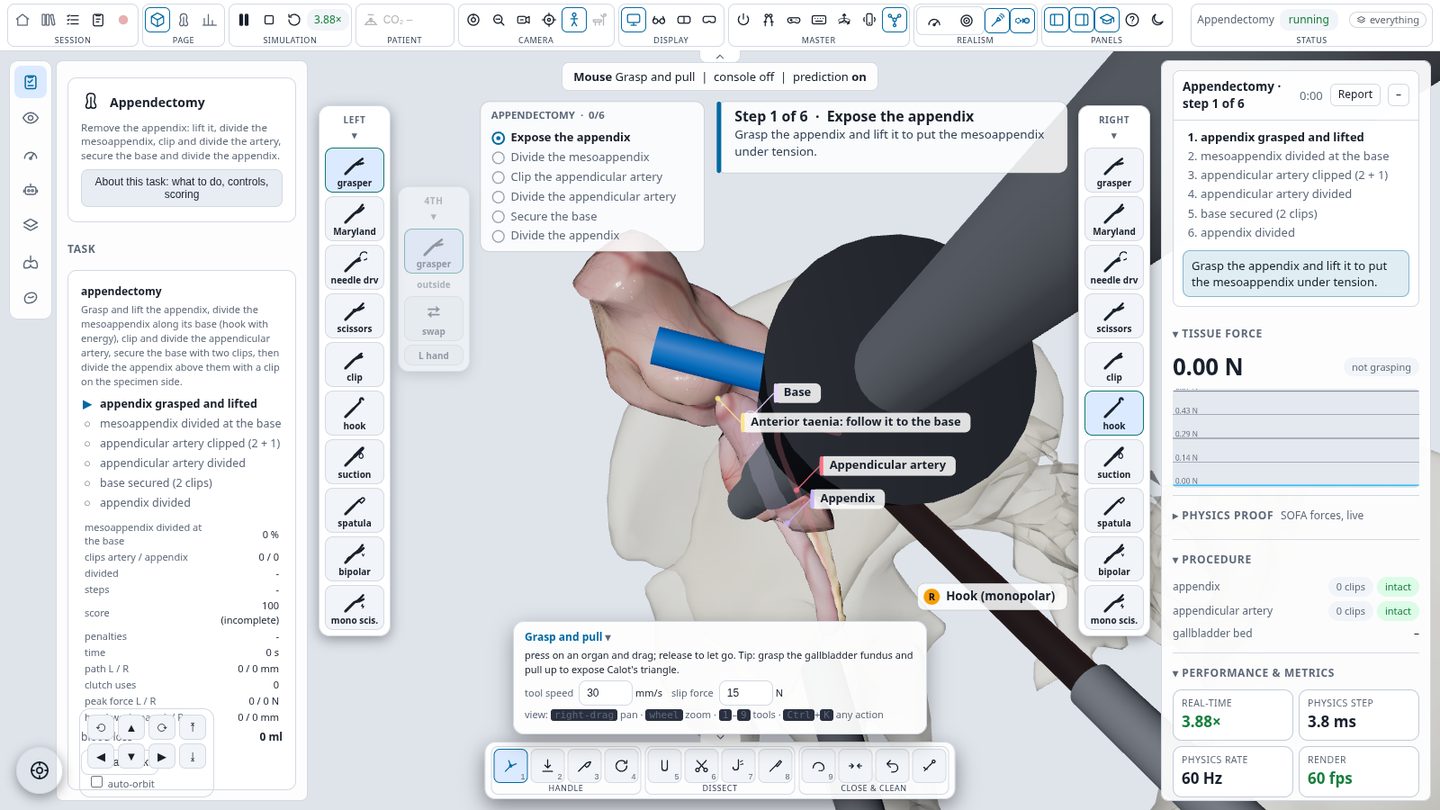 3.88×
CO₂ –
SESSION
PAGE
SIMULATION
PATIENT
CAMERA
DISPLAY
MASTER
REALISM
PANELS
Appendectomy running everything
STATUS
Mouse Grasp and pull | console off | prediction on
Appendectomy
Remove the appendix: lift it, divide the
mesoappendix, clip and divide the artery,
secure the base and divide the appendix.
About this task: what to do, controls,
scoring
TASK
appendectomy
Grasp and lift the appendix, divide the
mesoappendix along its base (hook with
energy), clip and divide the appendicular
artery, secure the base with two clips, then
divide the appendix above them with a clip
on the specimen side.
appendix grasped and lifted
mesoappendix divided at the base
appendicular artery clipped (2 + 1)
appendicular artery divided
base secured (2 clips)
appendix divided
mesoappendix divided at
the base 0 %
clips artery / appendix 0 / 0
divided -
steps -
score 100
(incomplete)
penalties -
time 0 s
path L / R 0 / 0 mm
clutch uses 0
peak force L / R 0 / 0 N
0 / 0 mm
0 ml
auto-orbit
LEFT
grasper
Maryland
needle drv
scissors
clip
hook
suction
spatula
bipolar
mono scis.
4TH
grasper
outside
swap
L hand
APPENDECTOMY · 0/6
Expose the appendix
Divide the mesoappendix
Clip the appendicular artery
Divide the appendicular artery
Secure the base
Divide the appendix
Step 1 of 6 · Expose the appendix
Grasp the appendix and lift it to put the mesoappendix
under tension.
Base
Anterior taenia: follow it to the base
Appendicular artery
Appendix
R Hook (monopolar)
Grasp and pull ▾
press on an organ and drag; release to let go. Tip: grasp the gallbladder fundus and
pull up to expose Calot's triangle.
tool speed 30 mm/s slip force 15 N
view: right-drag pan · wheel zoom · 1 - 9 tools · Ctrl + K any action
1 2 3 4 5 6 7 8 9
HANDLE
DISSECT
CLOSE & CLEAN
RIGHT
grasper
Maryland
needle drv
scissors
clip
hook
suction
spatula
bipolar
mono scis.
Appendectomy ·
step 1 of 6 0:00 Report –
1. appendix grasped and lifted
2. mesoappendix divided at the base
3. appendicular artery clipped (2 + 1)
4. appendicular artery divided
5. base secured (2 clips)
6. appendix divided
Grasp the appendix and lift it to put
the mesoappendix under tension.
▾ TISSUE FORCE
0.00 N not grasping
0.43 N
0.29 N
0.14 N
0.00 N
▸ PHYSICS PROOF SOFA forces, live
▾ PROCEDURE
appendix 0 clips intact
appendicular artery 0 clips intact
gallbladder bed –
▾ PERFORMANCE & METRICS
REAL-TIME
3.88×
PHYSICS STEP
3.8 ms
PHYSICS RATE
60 Hz
RENDER
60 fps